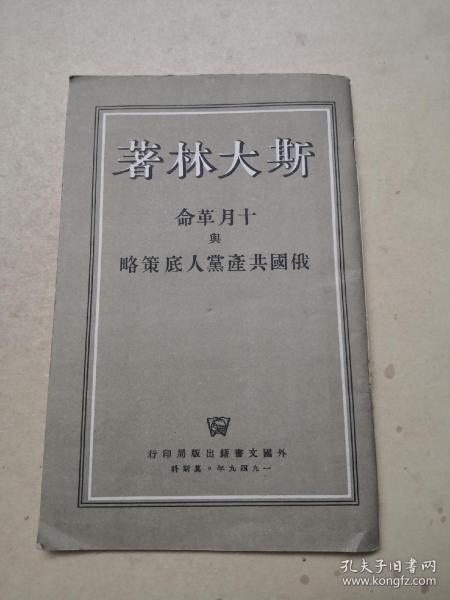 斯大林著
十月革命
與
俄國共產黨人底策略
外國文書籍出版局印行
一九四九年・莫斯科
孔夫子旧书网
www.kongfz.com